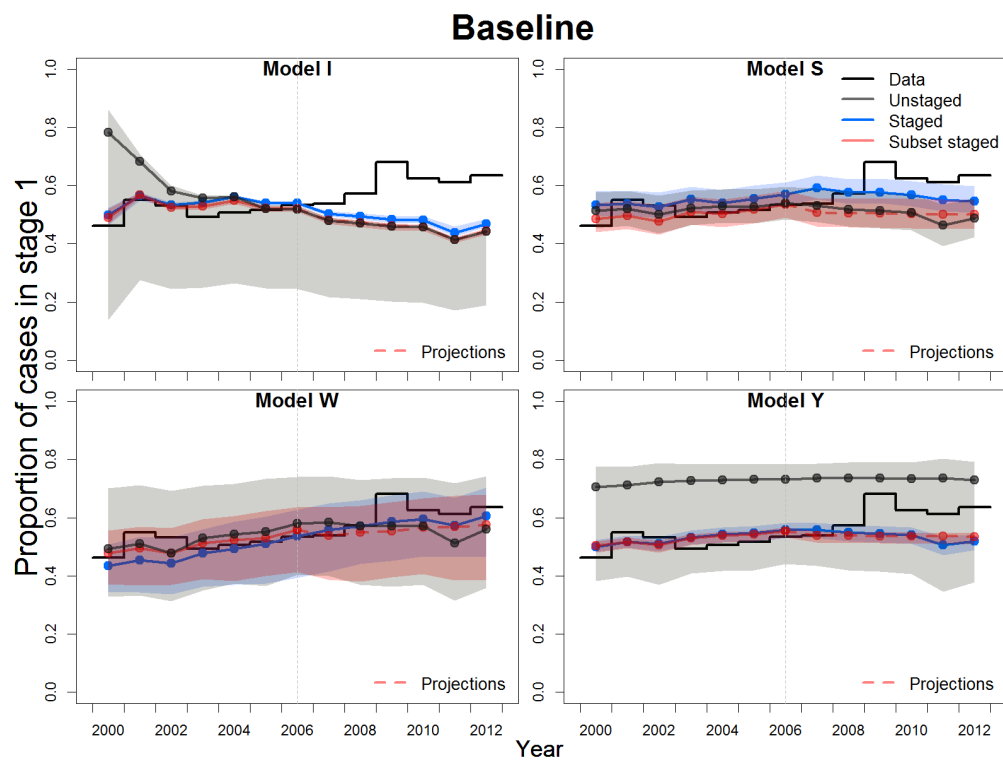 Baseline
Proportion of cases in stage 1
Model I
1.0
0.8
0.6
0.4
0.2
0.0
Projections
Model S
1.0
0.8
0.6
0.4
0.2
0.0
Data
Unstaged
Staged
Subset staged
Projections
Model W
1.0
0.8
0.6
0.4
0.2
0.0
Projections
2000 2002 2004 2006 2008 2010 2012
Model Y
1.0
0.8
0.6
0.4
0.2
0.0
Projections
2000 2002 2004 2006 2008 2010 2012
Year